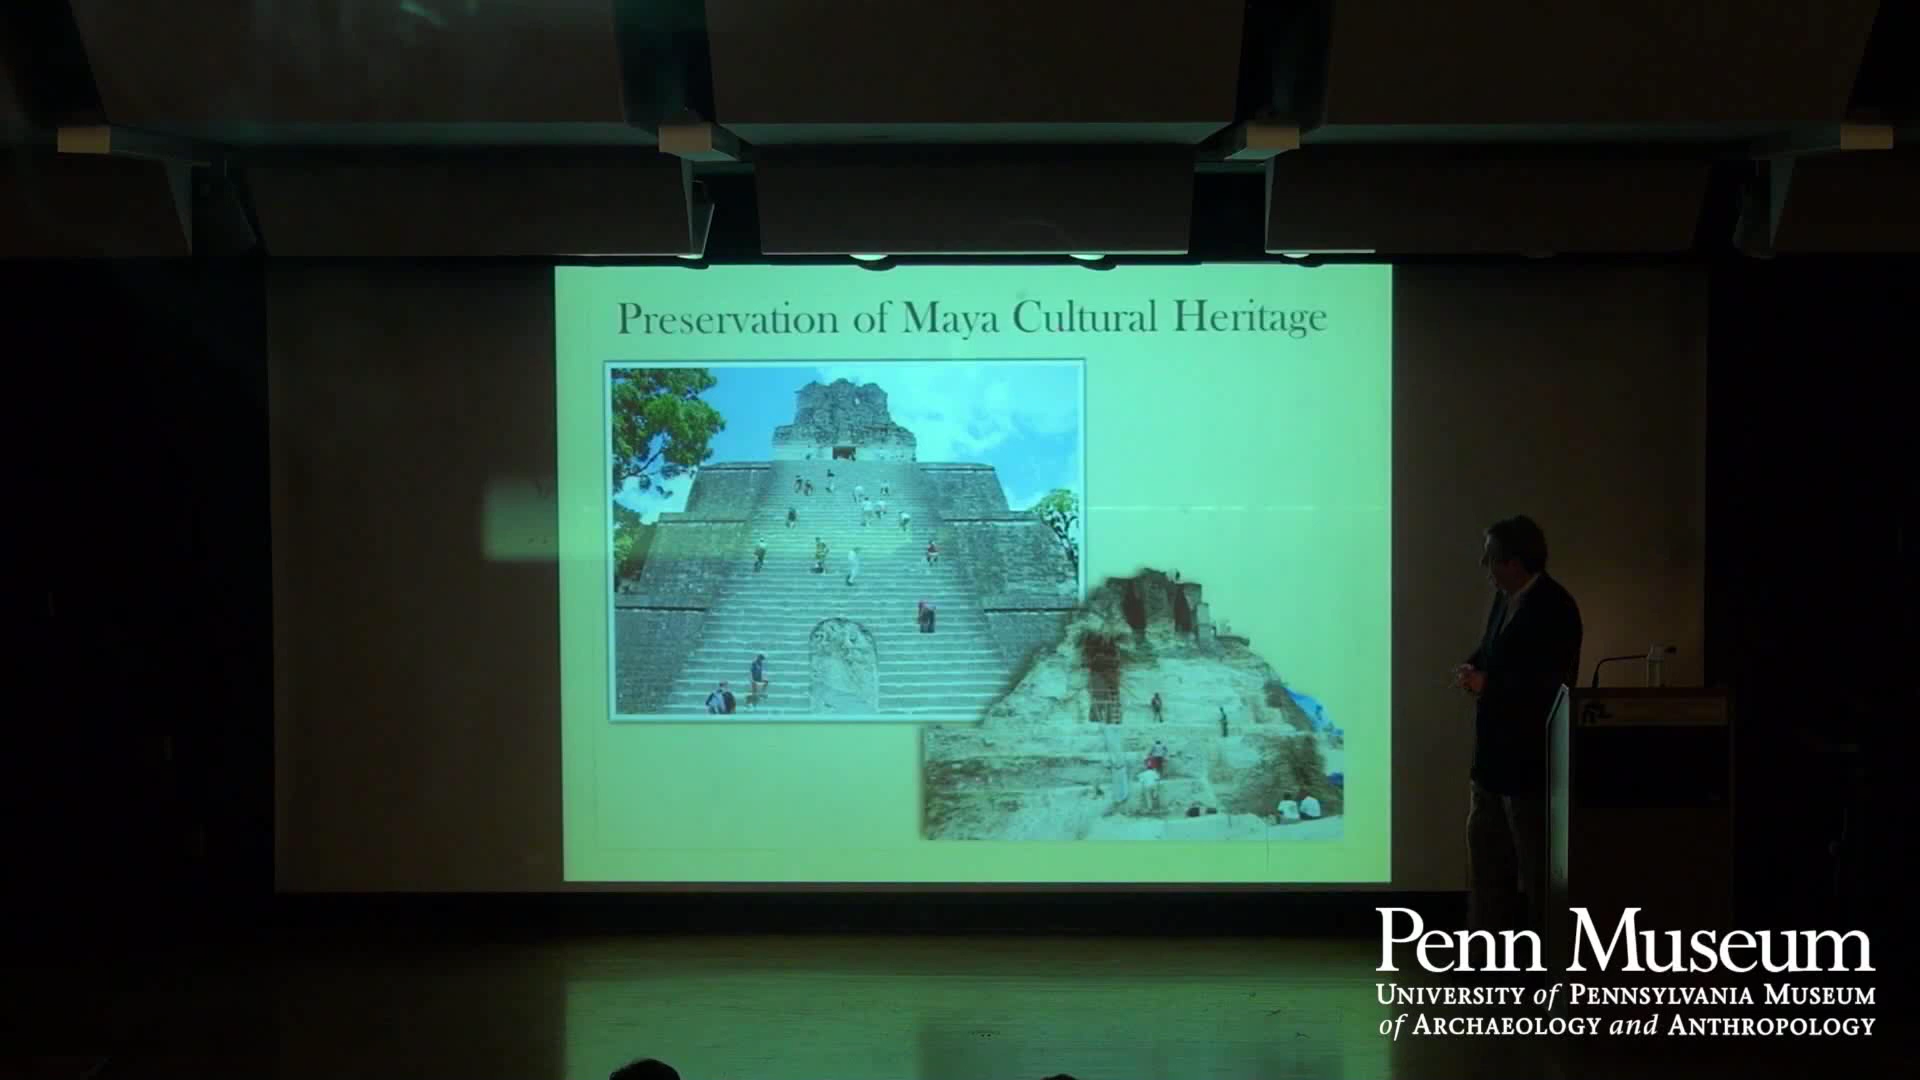 Preservation of Maya Cultural Heritage
Penn Museum
UNIVERSITY of PENNSYLVANIA MUSEUM
of ARCHAEOLOGY and ANTHROPOLOGY